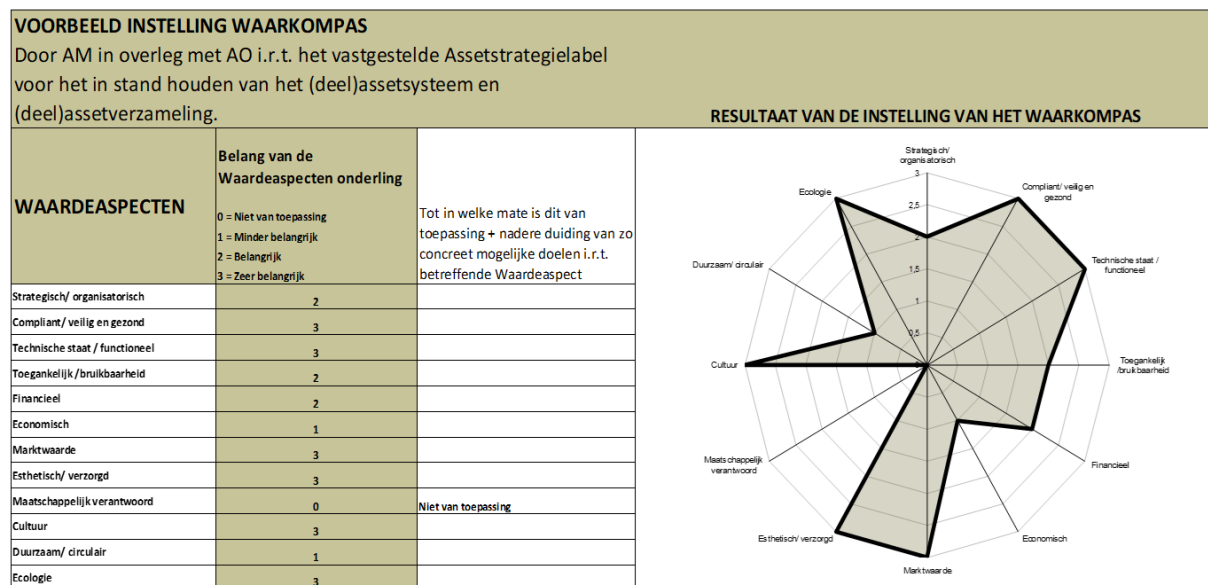 VOORBEELD INSTELLING WAARKOMPAS
Door AM in overleg met AO i.r.t. het vastgestelde Assetstrategielabel
voor het in stand houden van het (deel)assetsysteem en
(deel)assetverzameling.
RESULTAAT VAN DE INSTELLING VAN HET WAARKOMPAS
WAARDEASPECTEN
Belang van de
Waardeaspecten onderling
0 = Niet van toepassing
1 = Minder belangrijk
2 = Belangrijk
3 = Zeer belangrijk
Tot in welke mate is dit van
toepassing + nadere duiding van zo
concreet mogelijke doelen i.r.t.
betreffende Waardeaspect
Strategisch/ organisatorisch 2
Compliant/ veilig en gezond 3
Technische staat / functioneel 3
Toegankelijk /bruikbaarheid 2
Financieel 2
Economisch 1
Marktwaarde 3
Esthetisch/ verzorgd 3
Maatschappelijk verantwoord 0 Niet van toepassing
Cultuur 3
Duurzaam/ circulair 1
Ecologie 3
Strategisch/
organisatorisch
Compliant/ veilig en
gezond
Technische staat /
functioneel
Toegankelijk
/bruikbaarheid
Financieel
Economisch
Marktwaarde
Esthetisch/ verzorgd
Maatschappelijk
verantwoord
Cultuur
Duurzaam/ circulair
Ecologie
3
2,5
2
1,5
1
0,5